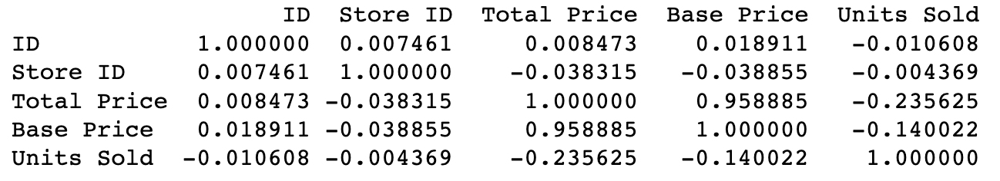 ID Store ID Total Price Base Price Units Sold
ID 1.000000 0.007461 0.008473 0.018911 -0.010608
Store ID 0.007461 1.000000 -0.038315 -0.038855 -0.004369
Total Price 0.008473 -0.038315 1.000000 0.958885 -0.235625
Base Price 0.018911 -0.038855 0.958885 1.000000 -0.140022
Units Sold -0.010608 -0.004369 -0.235625 -0.140022 1.000000